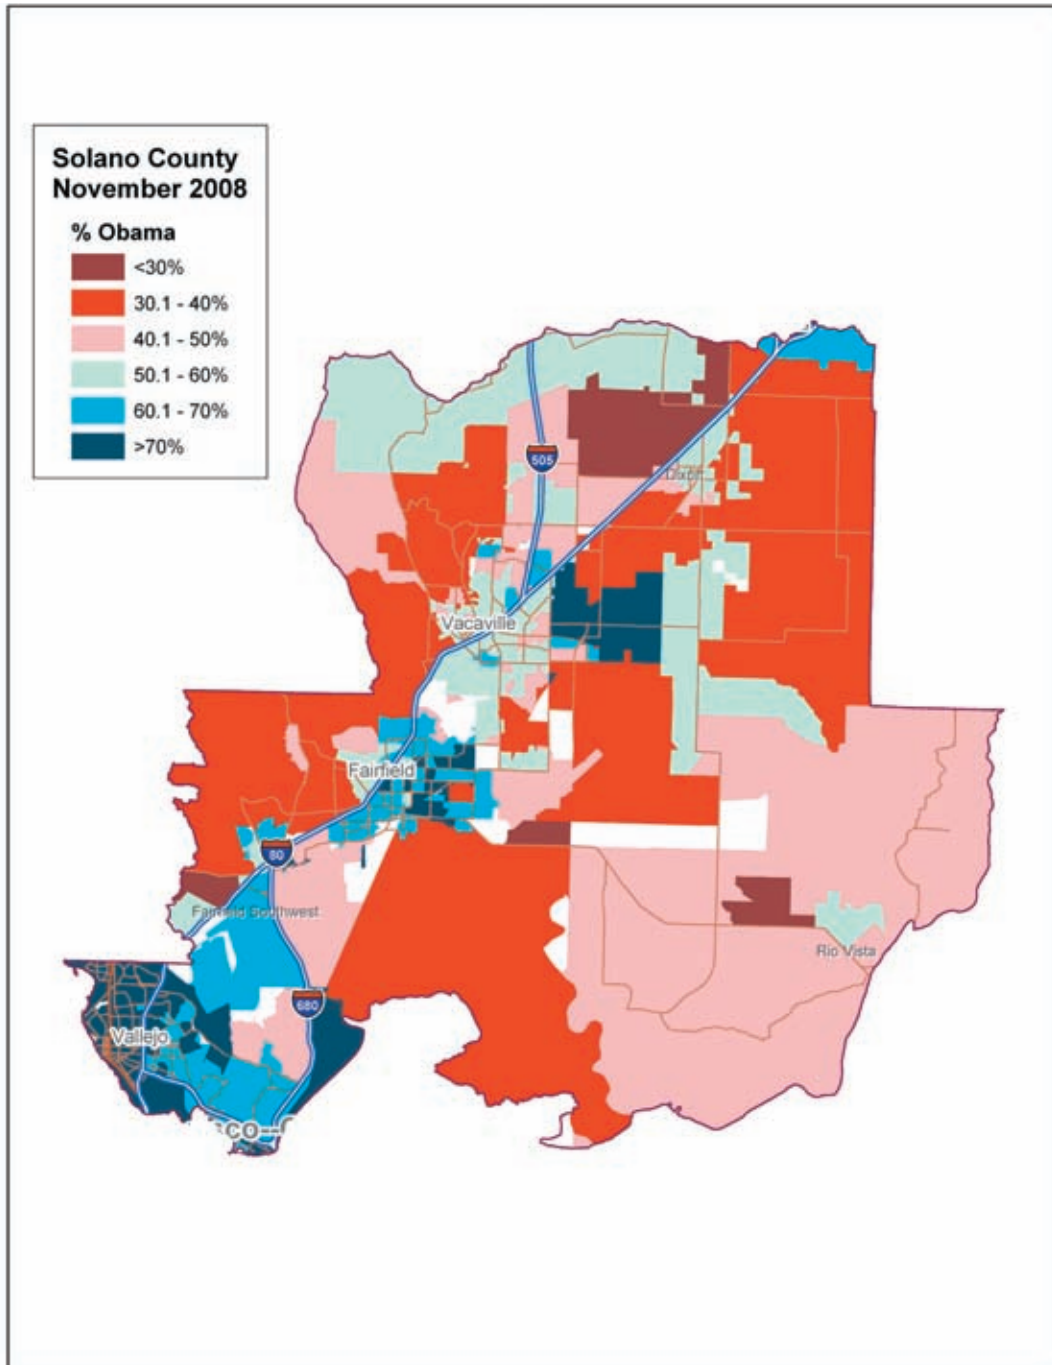 Solano County
November 2008
% Obama
<30%
30.1 - 40%
40.1 - 50%
50.1 - 60%
60.1 - 70%
>70%
505
Dixon
Vacaville
Fairfield
80
Fairfield Southwest
Rio Vista
680
Vallejo